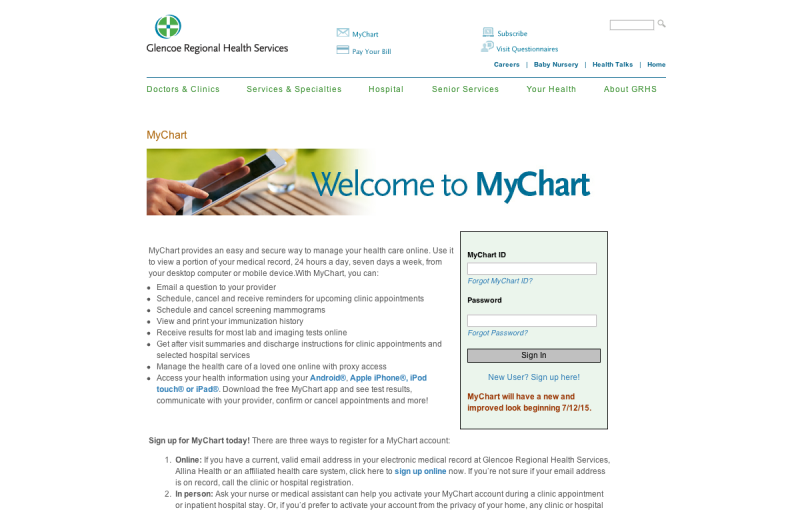 Glencoe Regional Health Services
MyChart
Pay Your Bill
Subscribe
Visit Questionnaires
Careers | Baby Nursery | Health Talks | Home
Doctors & Clinics Services & Specialties Hospital Senior Services Your Health About GRHS
MyChart
Welcome to MyChart
MyChart provides an easy and secure way to manage your health care online. Use it
to view a portion of your medical record, 24 hours a day, seven days a week, from
your desktop computer or mobile device.With MyChart, you can:
Email a question to your provider
Schedule, cancel and receive reminders for upcoming clinic appointments
Schedule and cancel screening mammograms
View and print your immunization history
Receive results for most lab and imaging tests online
Get after visit summaries and discharge instructions for clinic appointments and
selected hospital services
Manage the health care of a loved one online with proxy access
Access your health information using your Android®, Apple iPhone®, iPod
touch® or iPad®. Download the free MyChart app and see test results,
communicate with your provider, confirm or cancel appointments and more!
MyChart ID
Forgot MyChart ID?
Password
Forgot Password?
Sign In
New User? Sign up here!
MyChart will have a new and
improved look beginning 7/12/15.
Sign up for MyChart today! There are three ways to register for a MyChart account:
1. Online: If you have a current, valid email address in your electronic medical record at Glencoe Regional Health Services,
Allina Health or an affiliated health care system, click here to sign up online now. If you're not sure if your email address
is on record, call the clinic or hospital registration.
2. In person: Ask your nurse or medical assistant can help you activate your MyChart account during a clinic appointment
or inpatient hospital stay. Or, if you'd prefer to activate your account from the privacy of your home, any clinic or hospital